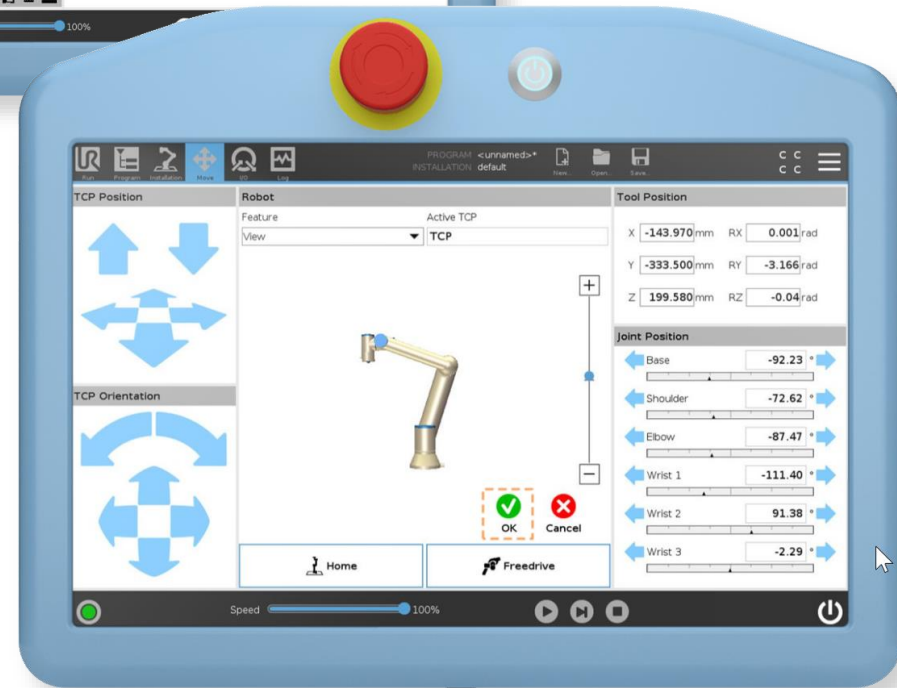 100%
PROGRAM <unnamed>*
INSTALLATION default
Run Program Installation Move I/O Log New... Open... Save...
C C
C C
TCP Position
Robot
Feature
Active TCP
View
TCP
+
−
OK
Cancel
Home
Freedrive
TCP Orientation
Tool Position
X -143.970 mm RX 0.001 rad
Y -333.500 mm RY -3.166 rad
Z 199.580 mm RZ -0.04 rad
Joint Position
Base -92.23 °
Shoulder -72.62 °
Elbow -87.47 °
Wrist 1 -111.40 °
Wrist 2 91.38 °
Wrist 3 -2.29 °
Speed 100%